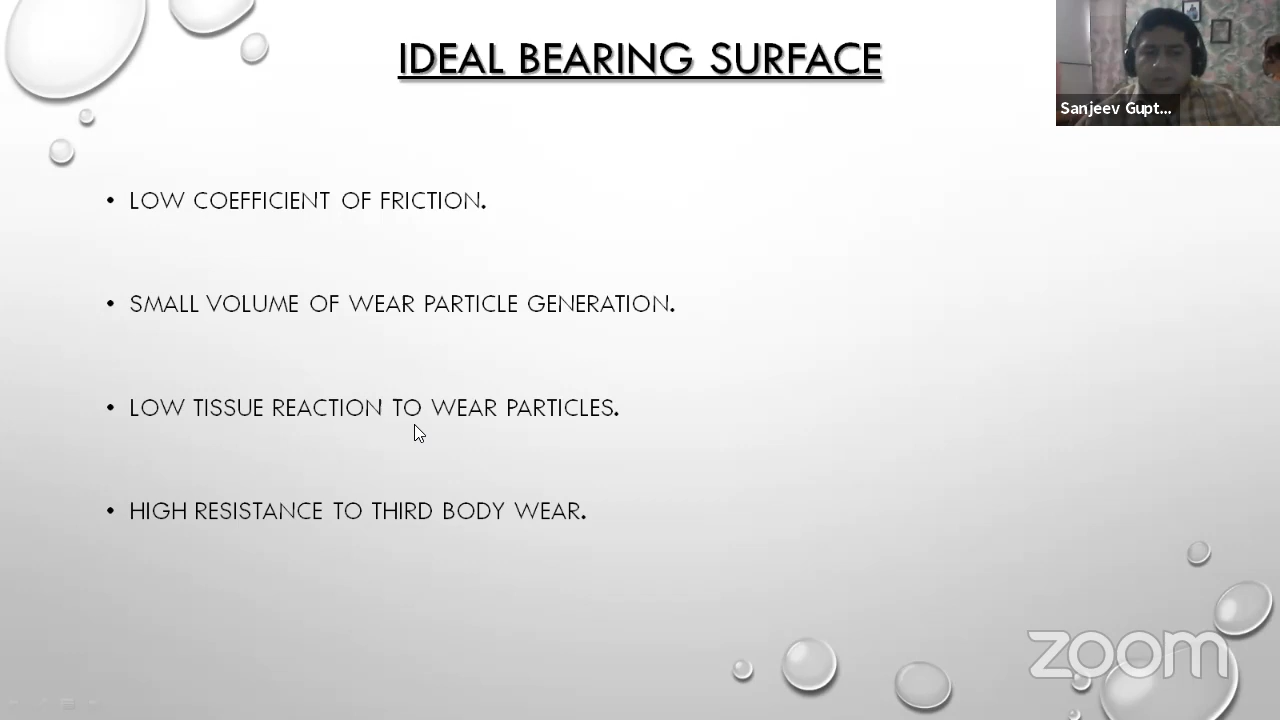 IDEAL BEARING SURFACE
Sanjeev Gupt...
• LOW COEFFICIENT OF FRICTION.
• SMALL VOLUME OF WEAR PARTICLE GENERATION.
• LOW TISSUE REACTION TO WEAR PARTICLES.
• HIGH RESISTANCE TO THIRD BODY WEAR.
zoom